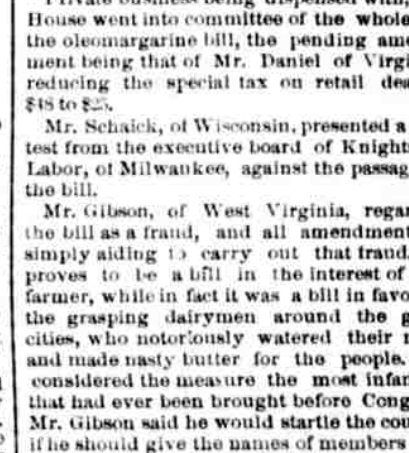 Private business being dispensed with,
House went into committee of the whole
the oleomargarine bill, the pending ame
ment being that of Mr. Daniel of Virgi
reducing the special tax on retail dea
$48 to $25.
Mr. Schaick, of Wisconsin, presented a
test from the executive board of Knight
Labor, of Milwaukee, against the passag
the bill.
Mr. Gibson, of West Virginia, regar
the bill as a fraud, and all amendment
simply aiding to carry out that fraud.
proves to be a bill in the interest of
farmer, while in fact it was a bill in favo
the grasping dairymen around the g
cities, who notoriously watered their r
and made nasty butter for the people.
considered the measure the most infar
that had ever been brought before Cong
Mr. Gibson said he would startle the cou
if he should give the names of members